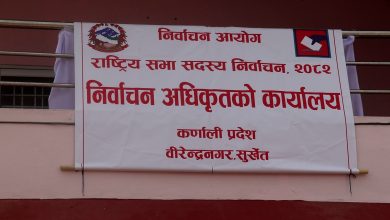 निर्वाचन आयोग
राष्ट्रिय सभा सदस्य निर्वाचन, २०८२
निर्वाचन अधिकृतको कार्यालय
कर्णाली प्रदेश
वीरेन्द्रनगर,सुर्खेत